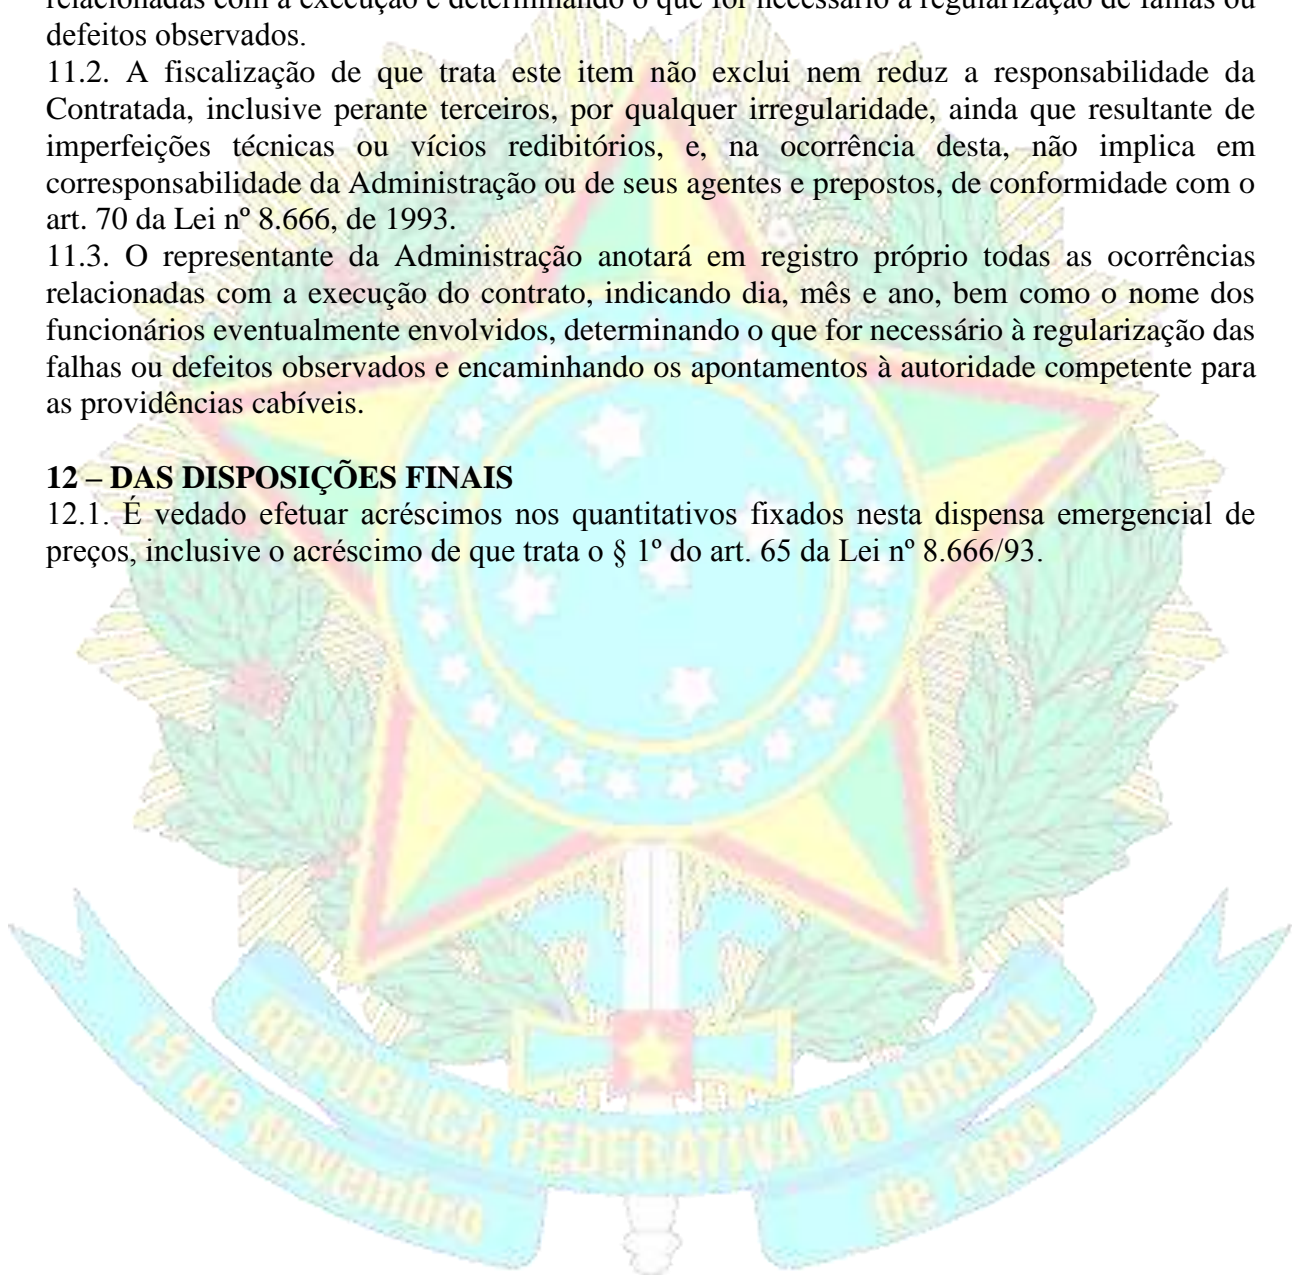 relacionadas com a execução e determinando o que for necessário à regularização de falhas ou
defeitos observados.
11.2. A fiscalização de que trata este item não exclui nem reduz a responsabilidade da
Contratada, inclusive perante terceiros, por qualquer irregularidade, ainda que resultante de
imperfeições técnicas ou vícios redibitórios, e, na ocorrência desta, não implica em
corresponsabilidade da Administração ou de seus agentes e prepostos, de conformidade com o
art. 70 da Lei nº 8.666, de 1993.
11.3. O representante da Administração anotará em registro próprio todas as ocorrências
relacionadas com a execução do contrato, indicando dia, mês e ano, bem como o nome dos
funcionários eventualmente envolvidos, determinando o que for necessário à regularização das
falhas ou defeitos observados e encaminhando os apontamentos à autoridade competente para
as providências cabíveis.
12 – DAS DISPOSIÇÕES FINAIS
12.1. É vedado efetuar acréscimos nos quantitativos fixados nesta dispensa emergencial de
preços, inclusive o acréscimo de que trata o § 1º do art. 65 da Lei nº 8.666/93.
REPÚBLICA FEDERATIVA DO BRASIL
15 de Novembro de 1889